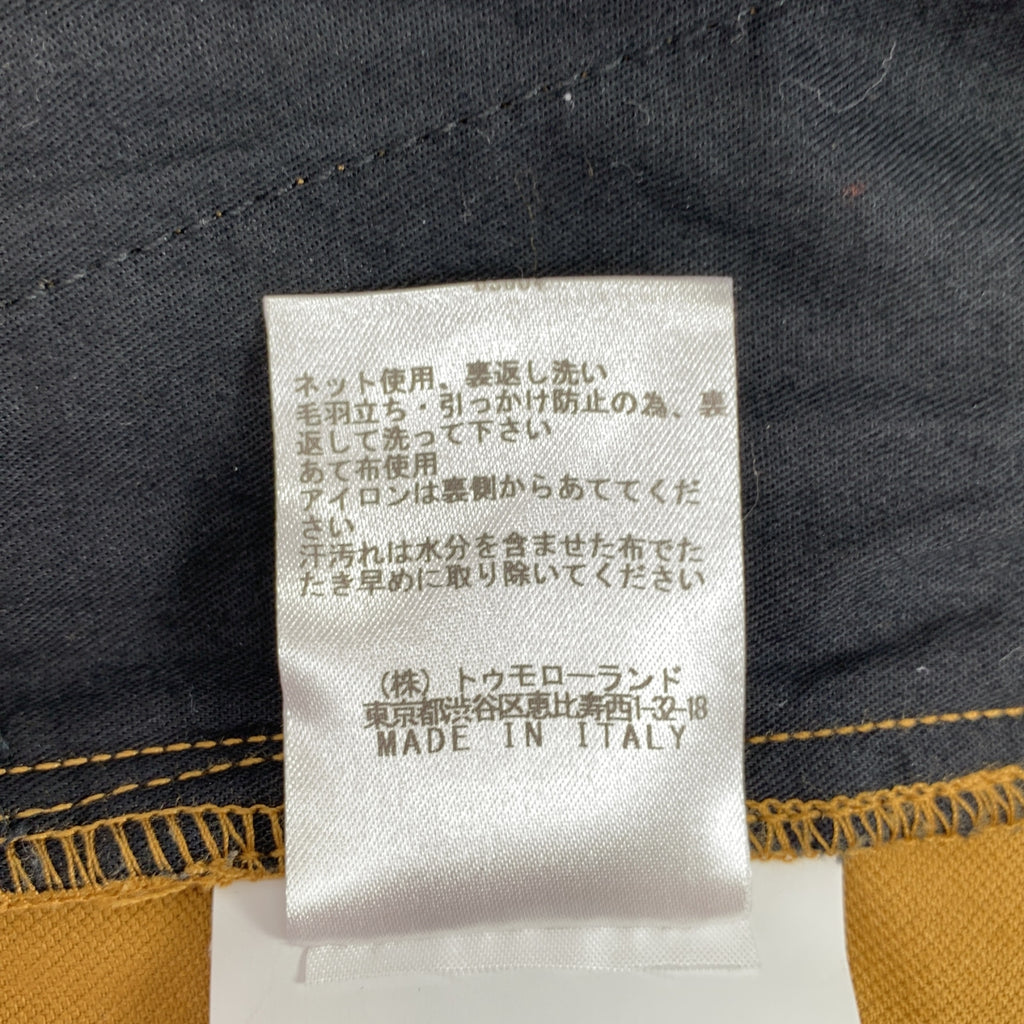 ネット使用、裏返し洗い
毛羽立ち・引っかけ防止の為、裏
返して洗って下さい
あて布使用
アイロンは裏側からあててくだ
さい
汗汚れは水分を含ませた布でた
たき早めに取り除いてください
(株) トゥモローランド
東京都渋谷区恵比寿西1-32-18
MADE IN ITALY